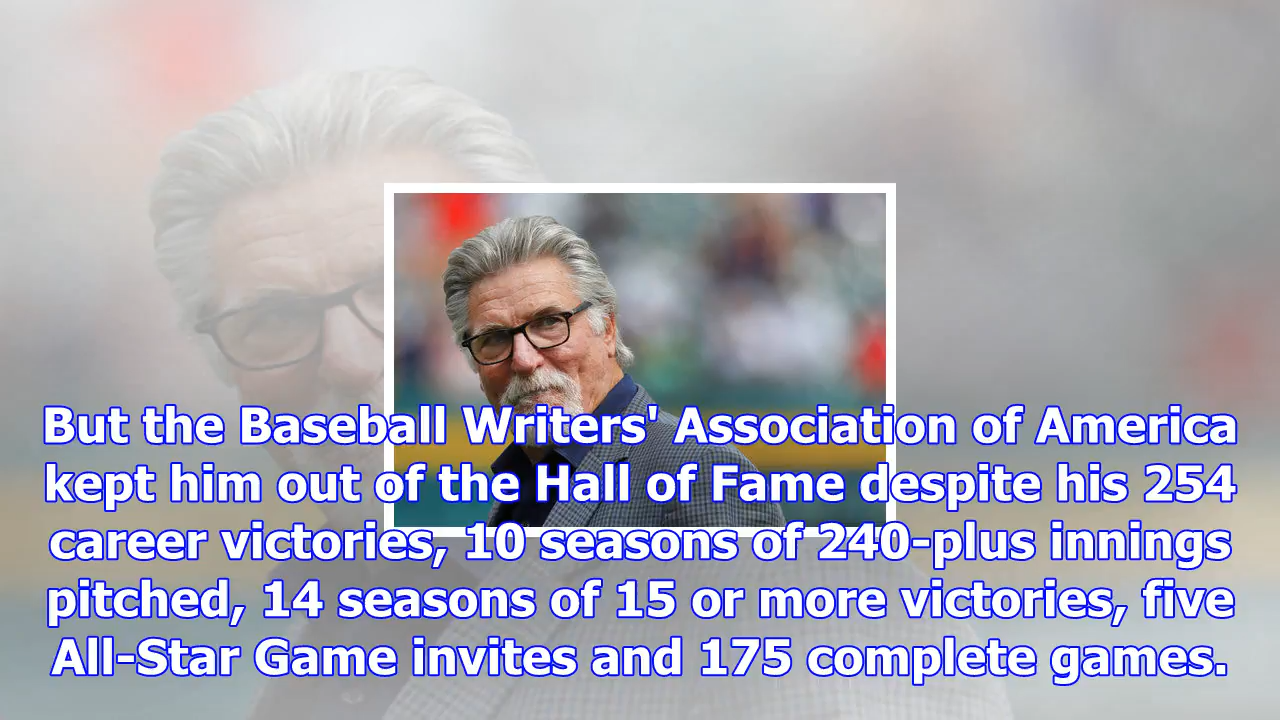 But the Baseball Writers' Association of America
kept him out of the Hall of Fame despite his 254
career victories, 10 seasons of 240-plus innings
pitched, 14 seasons of 15 or more victories, five
All-Star Game invites and 175 complete games.